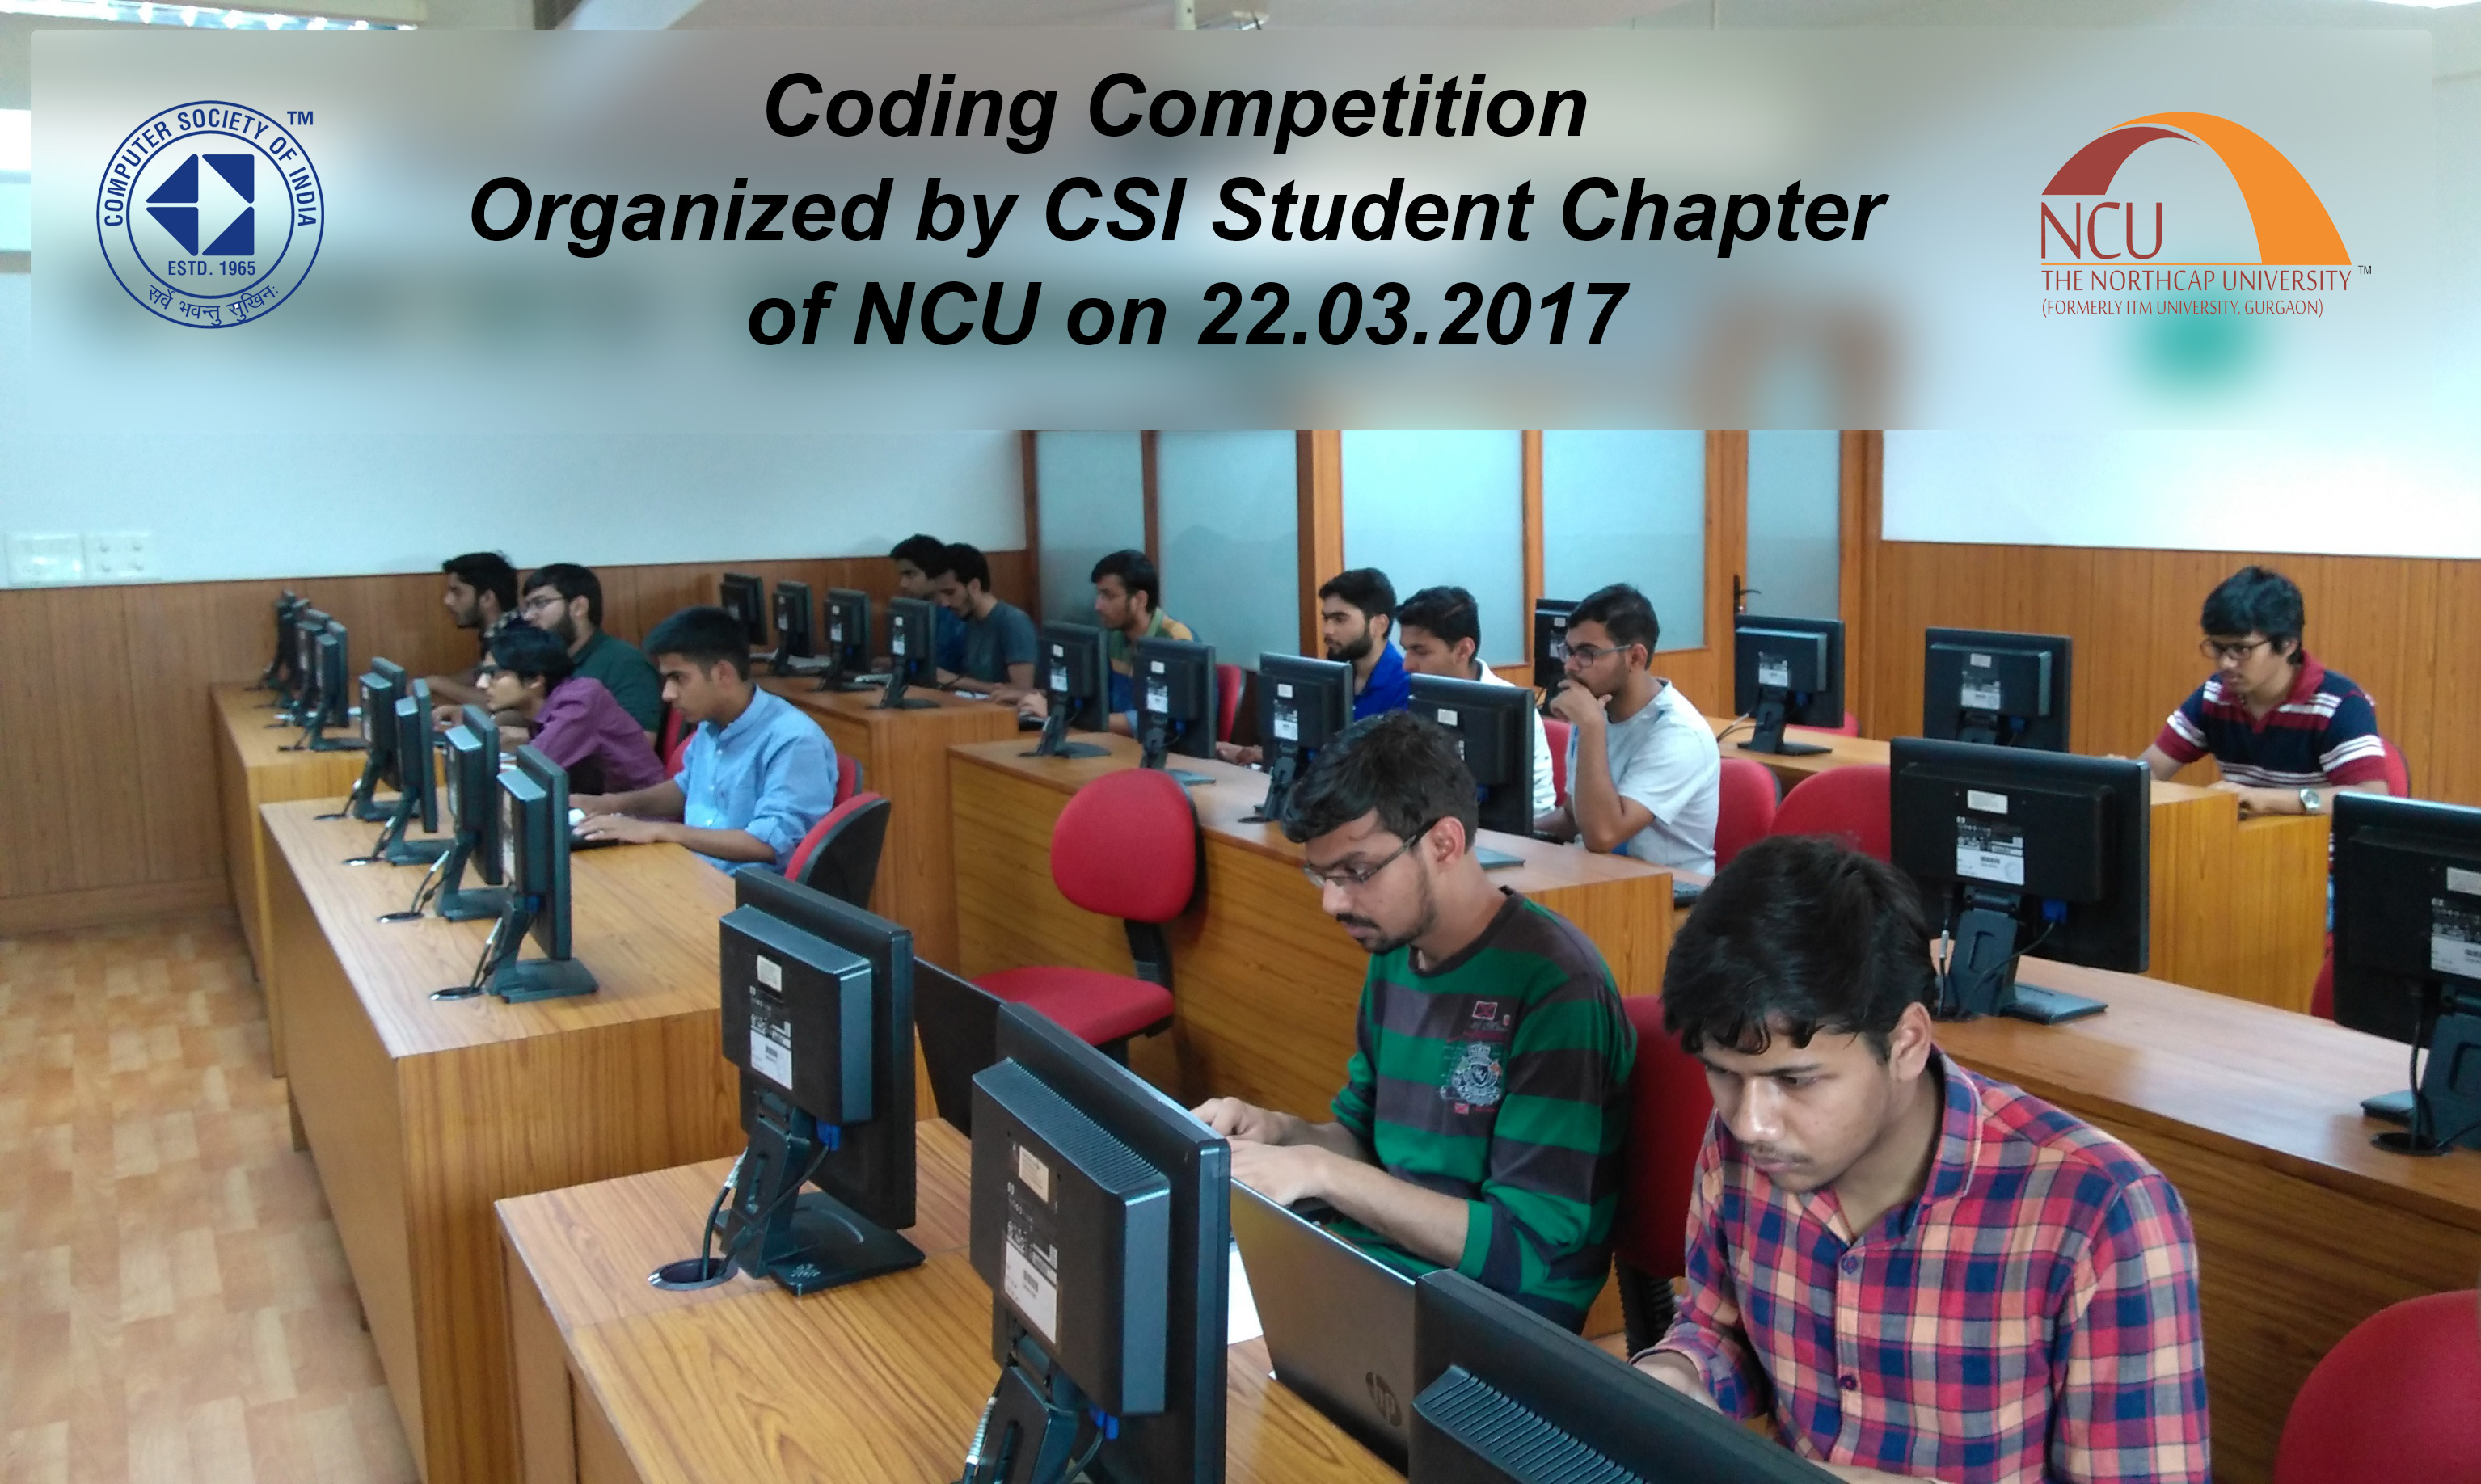 COMPUTER SOCIETY OF INDIA
TM
ESTD. 1965
सर्वे भवन्तु सुखिनः
Coding Competition
Organized by CSI Student Chapter
of NCU on 22.03.2017
NCU
THE NORTHCAP UNIVERSITY TM
(FORMERLY ITM UNIVERSITY, GURGAON)
hp